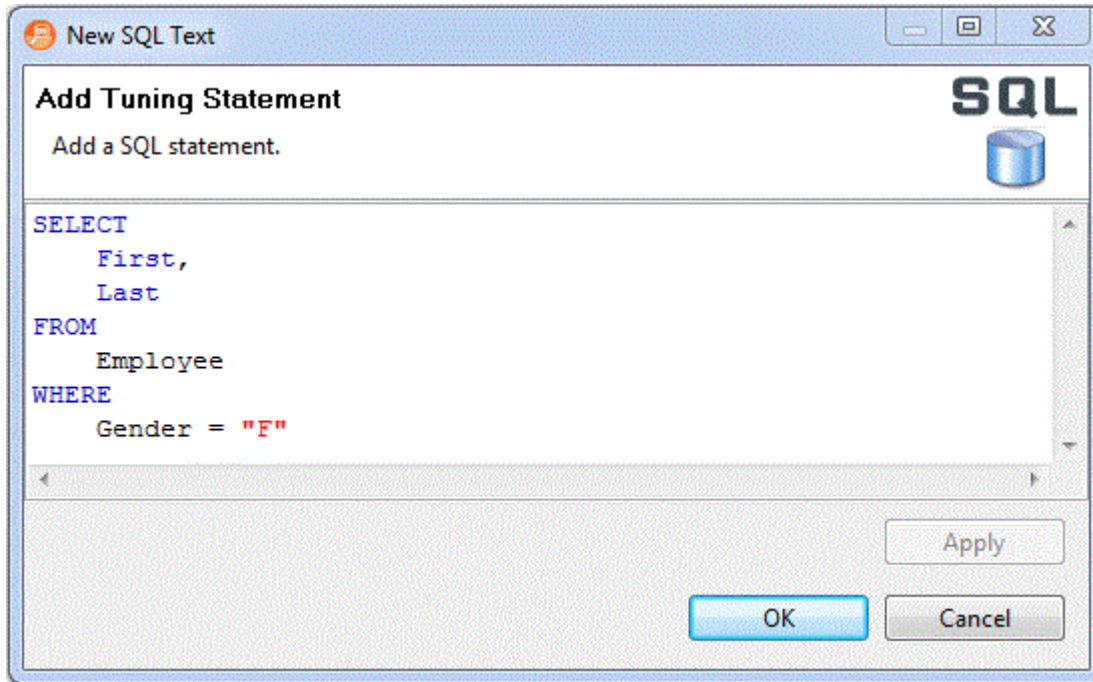 New SQL Text
Add Tuning Statement
SQL
Add a SQL statement.
SELECT
    First,
    Last
FROM
    Employee
WHERE
    Gender = "F"
Apply
OK
Cancel